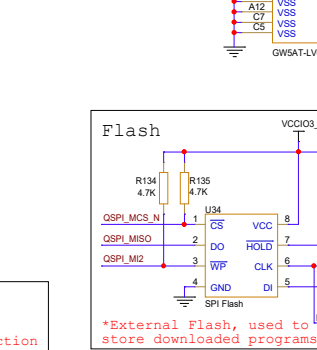 VSS
A12 VSS
C7 VSS
C5 VSS
GW5AT-LV
Flash
VCCIO3_
R134 R135
4.7K 4.7K
U34
QSPI_MCS_N 1 CS VCC 8
QSPI_MISO 2 DO HOLD 7
QSPI_MI2 3 WP CLK 6
4 GND DI 5
SPI Flash
*External Flash, used to
store downloaded programs
ction